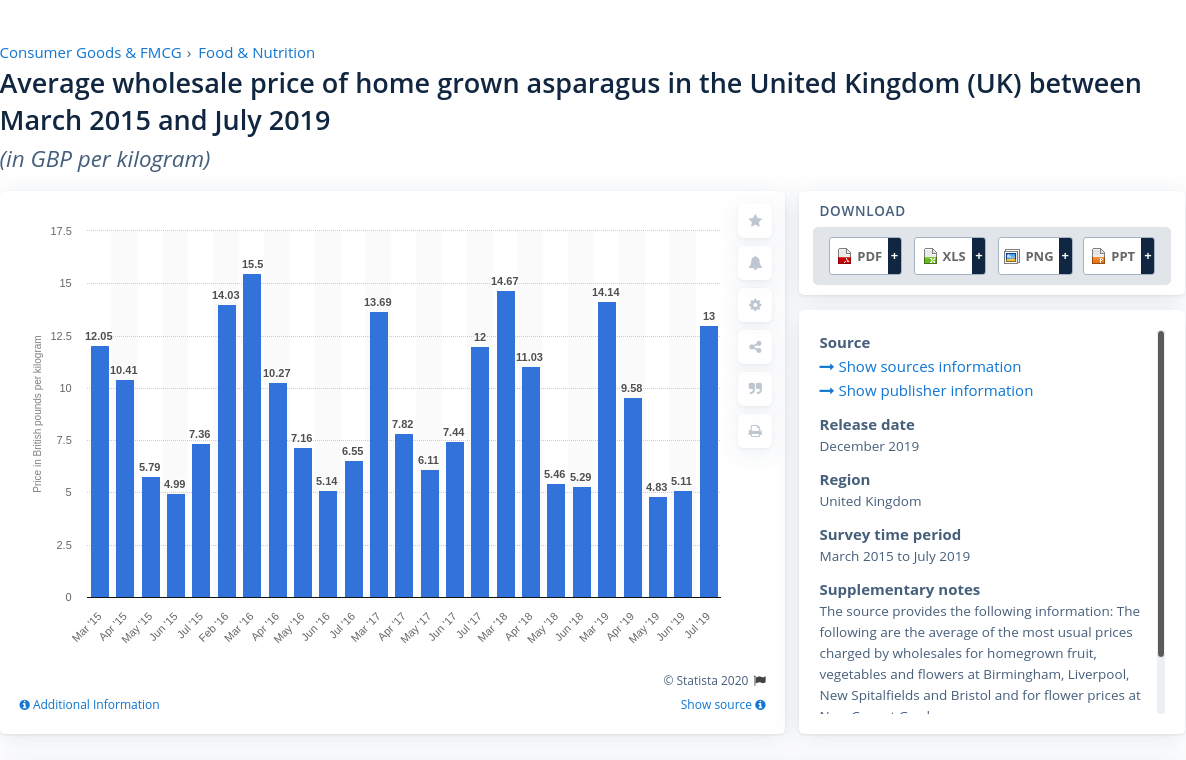 Consumer Goods & FMCG › Food & Nutrition
Average wholesale price of home grown asparagus in the United Kingdom (UK) between
March 2015 and July 2019
(in GBP per kilogram)
Price in British pounds per kilogram
17.5
15
12.5
10
7.5
5
2.5
0
12.05
10.41
5.79
4.99
7.36
14.03
15.5
10.27
7.16
5.14
6.55
13.69
7.82
6.11
7.44
12
14.67
11.03
5.46
5.29
14.14
9.58
4.83
5.11
13
Mar '15
Apr '15
May '15
Jun '15
Jul '15
Feb '16
Mar '16
Apr '16
May '16
Jun '16
Jul '16
Mar '17
Apr '17
May '17
Jun '17
Jul '17
Mar '18
Apr '18
May '18
Jun '18
Mar '19
Apr '19
May '19
Jun '19
Jul '19
© Statista 2020
Additional Information
Show source
DOWNLOAD
PDF +
XLS +
PNG +
PPT +
Source
Show sources information
Show publisher information
Release date
December 2019
Region
United Kingdom
Survey time period
March 2015 to July 2019
Supplementary notes
The source provides the following information: The
following are the average of the most usual prices
charged by wholesales for homegrown fruit,
vegetables and flowers at Birmingham, Liverpool,
New Spitalfields and Bristol and for flower prices at